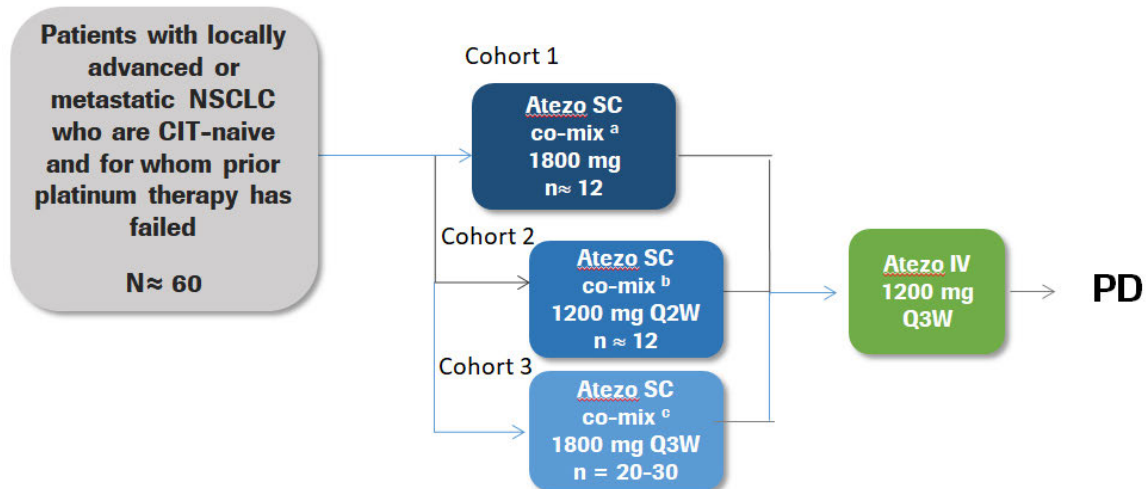 Patients with locally
advanced or
metastatic NSCLC
who are CIT-naive
and for whom prior
platinum therapy has
failed
N≈ 60
Cohort 1
Atezo SC
co-mix ᵃ
1800 mg
n≈ 12
Cohort 2
Atezo SC
co-mix ᵇ
1200 mg Q2W
n ≈ 12
Cohort 3
Atezo SC
co-mix ᶜ
1800 mg Q3W
n = 20-30
Atezo IV
1200 mg
Q3W
PD